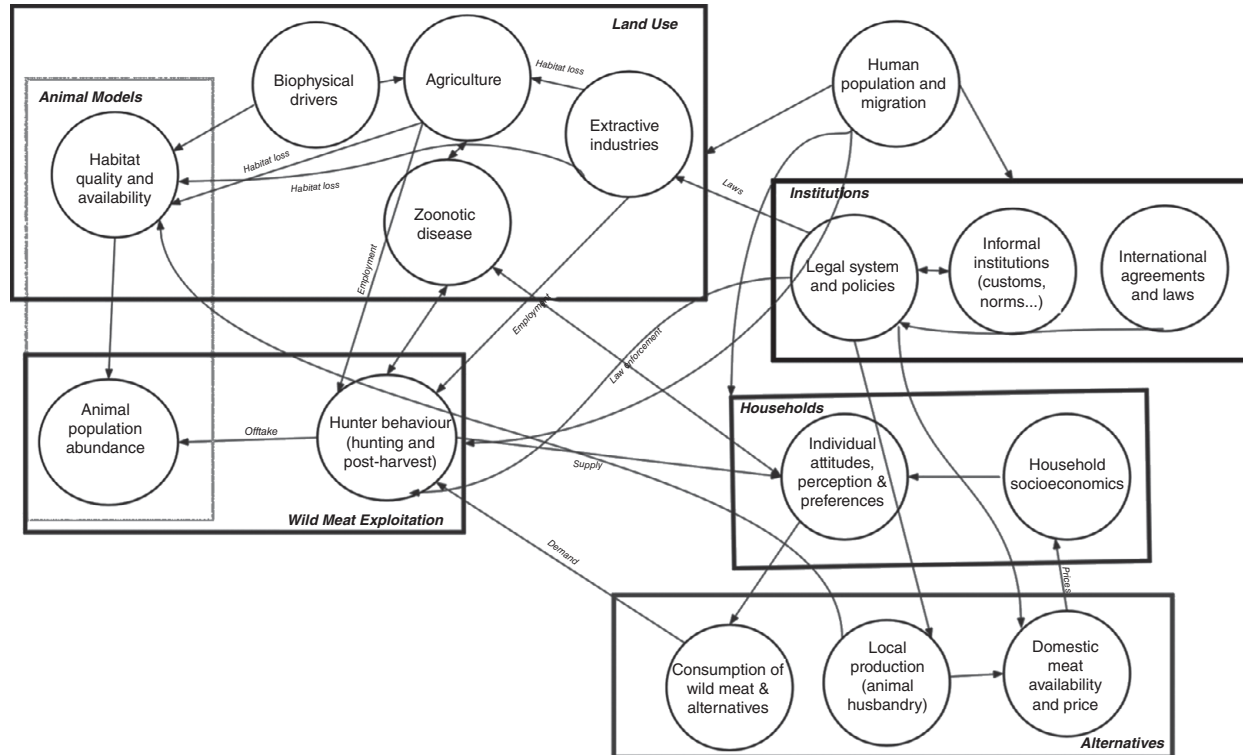 Land Use
Biophysical
drivers
Agriculture
Habitat loss
Extractive
industries
Human
population and
migration
Animal Models
Habitat
quality and
availability
Habitat loss
Habitat loss
Zoonotic
disease
Laws
Institutions
Legal system
and policies
Informal
institutions
(customs,
norms...)
International
agreements
and laws
Employment
Employment
Law enforcement
Animal
population
abundance
Offtake
Hunter behaviour
(hunting and
post-harvest)
Supply
Wild Meat Exploitation
Households
Individual
attitudes,
perception &
preferences
Household
socioeconomics
Demand
Prices
Consumption of
wild meat &
alternatives
Local
production
(animal
husbandry)
Domestic
meat
availability
and price
Alternatives